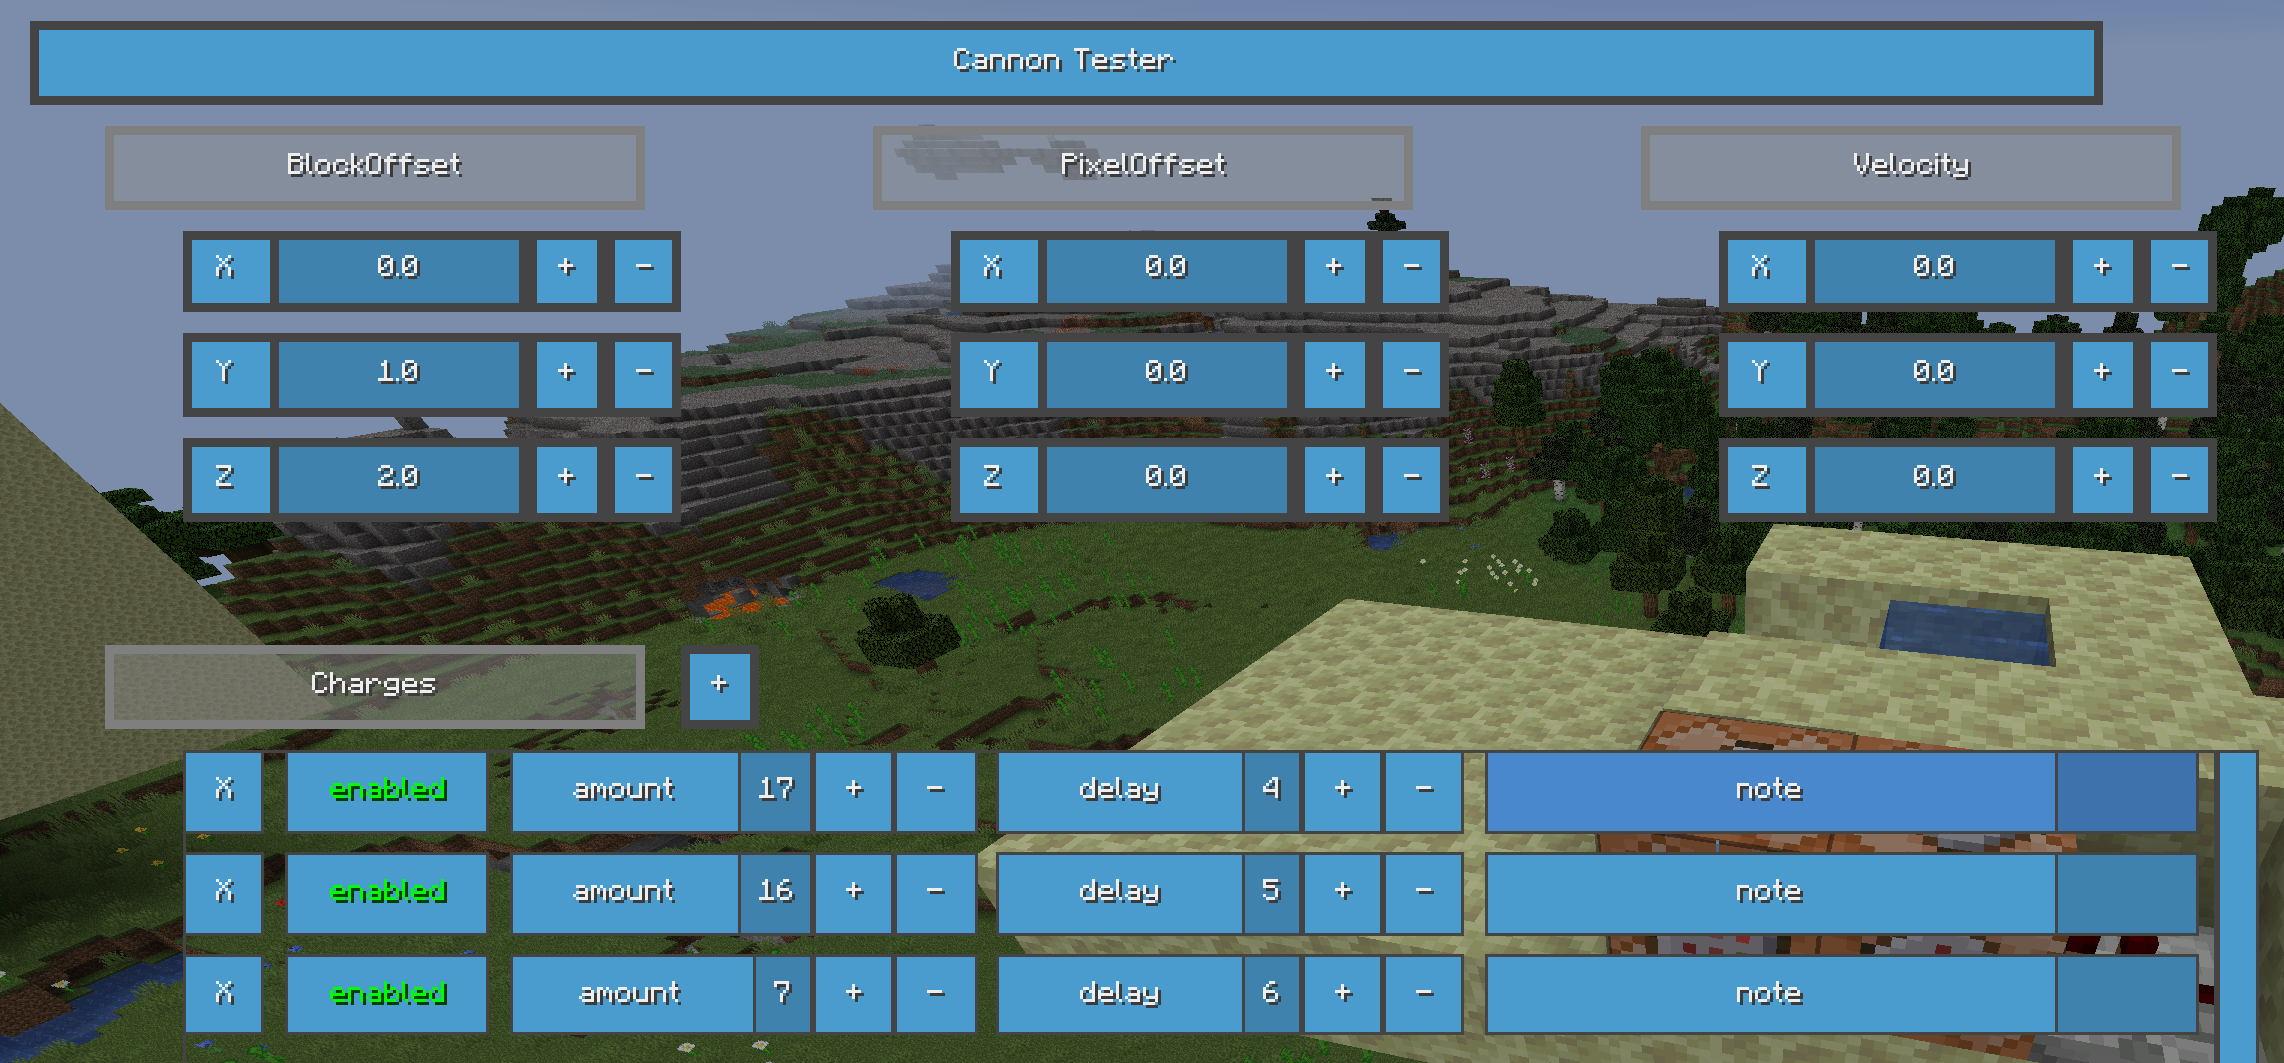 Cannon Tester
BlockOffset PixelOffset Velocity
X 0.0 + - X 0.0 + - X 0.0 + -
Y 1.0 + - Y 0.0 + - Y 0.0 + -
Z 2.0 + - Z 0.0 + - Z 0.0 + -
Charges +
X enabled amount 17 + - delay 4 + - note
X enabled amount 16 + - delay 5 + - note
X enabled amount 7 + - delay 6 + - note